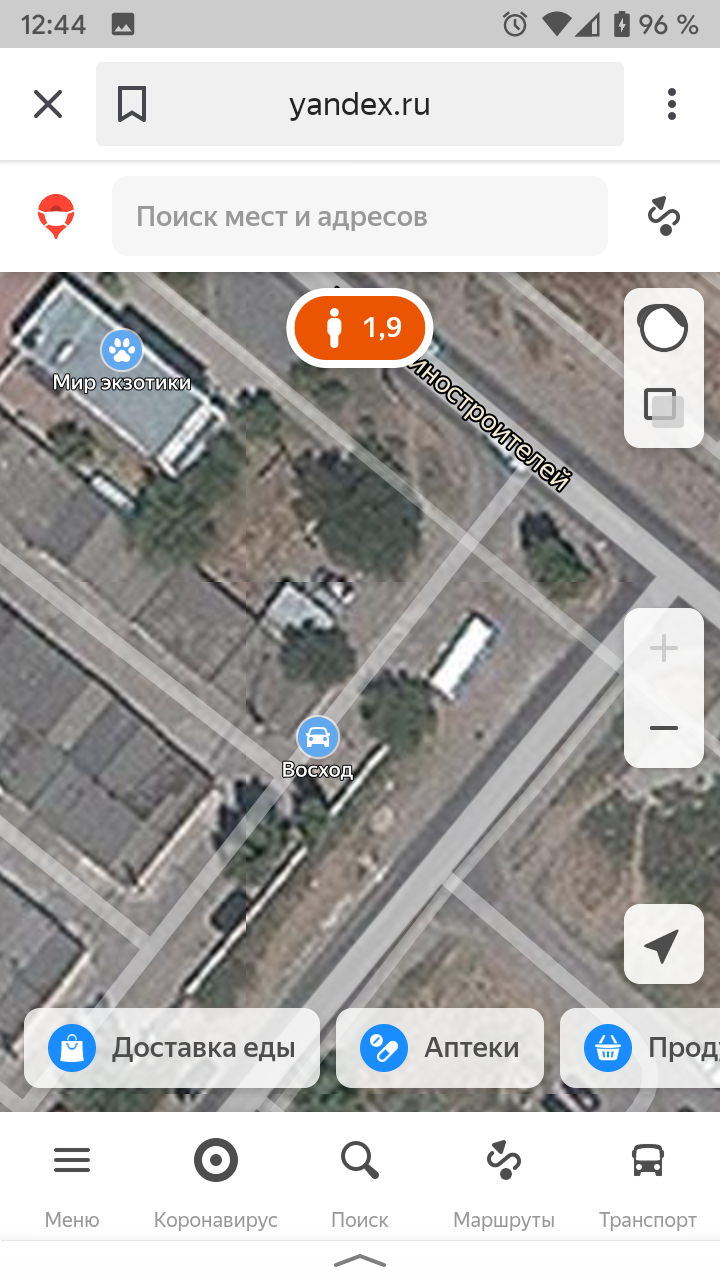 12:44
96 %
yandex.ru
Поиск мест и адресов
1,9
Мир экзотики
иностроителей
Восход
Доставка еды
Аптеки
Проду
Меню
Коронавирус
Поиск
Маршруты
Транспорт